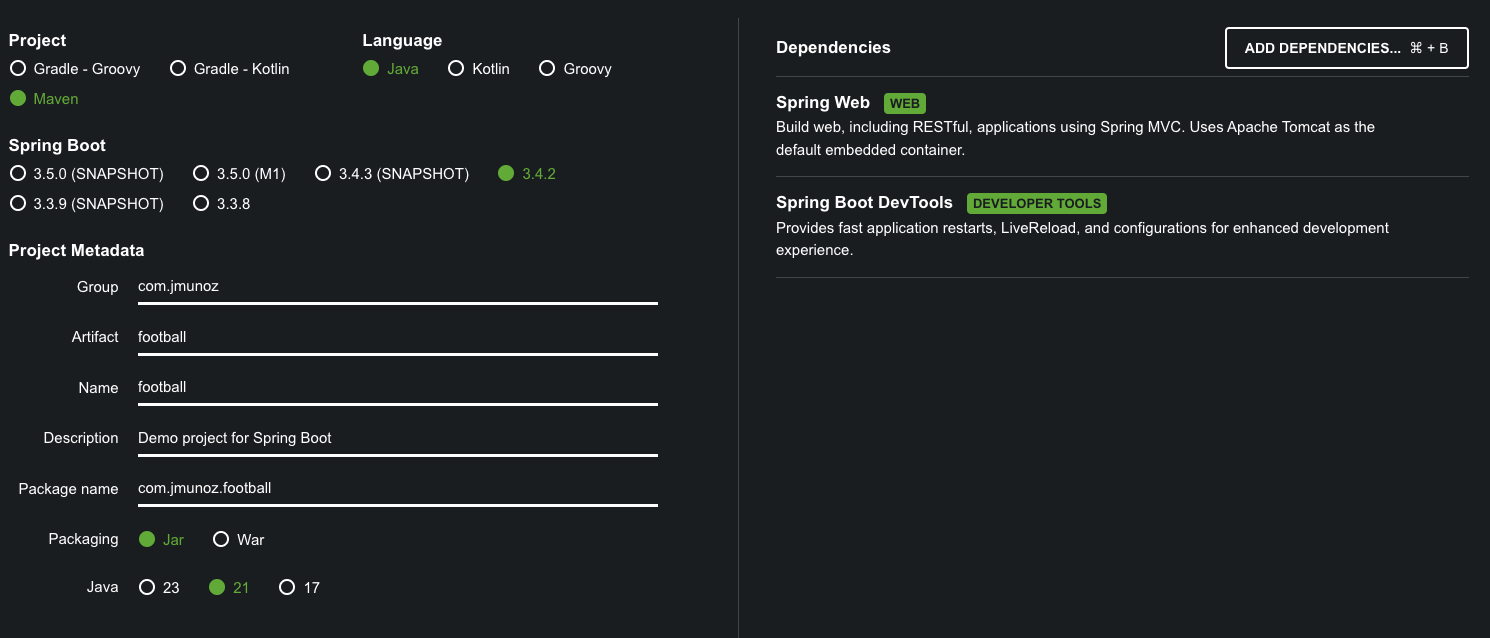 Project
Gradle - Groovy Gradle - Kotlin
Maven
Language
Java Kotlin Groovy
Spring Boot
3.5.0 (SNAPSHOT) 3.5.0 (M1) 3.4.3 (SNAPSHOT) 3.4.2
3.3.9 (SNAPSHOT) 3.3.8
Project Metadata
Group com.jmunoz
Artifact football
Name football
Description Demo project for Spring Boot
Package name com.jmunoz.football
Packaging Jar War
Java 23 21 17
Dependencies ADD DEPENDENCIES... ⌘ + B
Spring Web WEB
Build web, including RESTful, applications using Spring MVC. Uses Apache Tomcat as the
default embedded container.
Spring Boot DevTools DEVELOPER TOOLS
Provides fast application restarts, LiveReload, and configurations for enhanced development
experience.